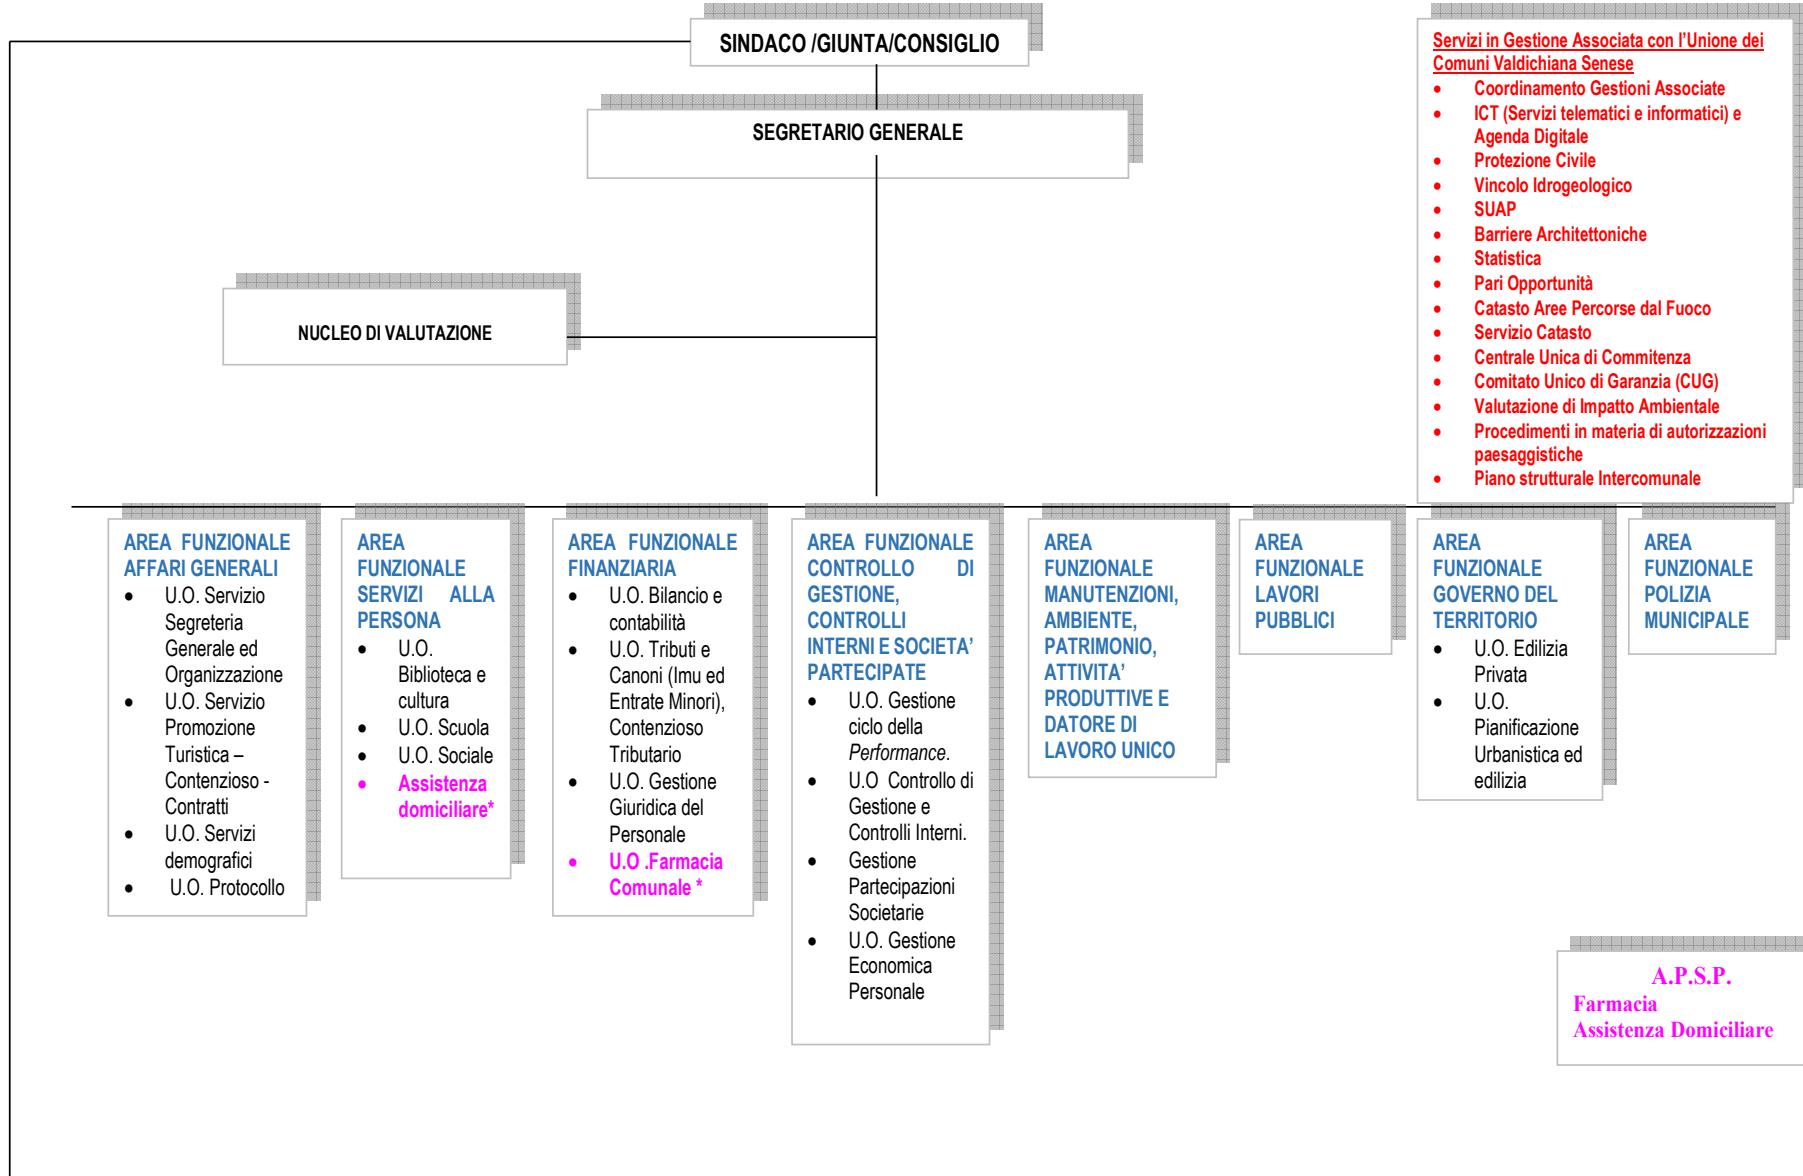 SINDACO /GIUNTA/CONSIGLIO
SEGRETARIO GENERALE
NUCLEO DI VALUTAZIONE
Servizi in Gestione Associata con l'Unione dei
Comuni Valdichiana Senese
• Coordinamento Gestioni Associate
• ICT (Servizi telematici e informatici) e
Agenda Digitale
• Protezione Civile
• Vincolo Idrogeologico
• SUAP
• Barriere Architettoniche
• Statistica
• Pari Opportunità
• Catasto Aree Percorse dal Fuoco
• Servizio Catasto
• Centrale Unica di Commitenza
• Comitato Unico di Garanzia (CUG)
• Valutazione di Impatto Ambientale
• Procedimenti in materia di autorizzazioni
paesaggistiche
• Piano strutturale Intercomunale
AREA FUNZIONALE
AFFARI GENERALI
• U.O. Servizio
Segreteria
Generale ed
Organizzazione
• U.O. Servizio
Promozione
Turistica –
Contenzioso -
Contratti
• U.O. Servizi
demografici
• U.O. Protocollo
AREA
FUNZIONALE
SERVIZI ALLA
PERSONA
• U.O.
Biblioteca e
cultura
• U.O. Scuola
• U.O. Sociale
• Assistenza
domiciliare*
AREA FUNZIONALE
FINANZIARIA
• U.O. Bilancio e
contabilità
• U.O. Tributi e
Canoni (Imu ed
Entrate Minori),
Contenzioso
Tributario
• U.O. Gestione
Giuridica del
Personale
• U.O .Farmacia
Comunale *
AREA FUNZIONALE
CONTROLLO DI
GESTIONE,
CONTROLLI
INTERNI E SOCIETA'
PARTECIPATE
• U.O. Gestione
ciclo della
Performance.
• U.O Controllo di
Gestione e
Controlli Interni.
• Gestione
Partecipazioni
Societarie
• U.O. Gestione
Economica
Personale
AREA
FUNZIONALE
MANUTENZIONI,
AMBIENTE,
PATRIMONIO,
ATTIVITA'
PRODUTTIVE E
DATORE DI
LAVORO UNICO
AREA
FUNZIONALE
LAVORI
PUBBLICI
AREA
FUNZIONALE
GOVERNO DEL
TERRITORIO
• U.O. Edilizia
Privata
• U.O.
Pianificazione
Urbanistica ed
edilizia
AREA
FUNZIONALE
POLIZIA
MUNICIPALE
A.P.S.P.
Farmacia
Assistenza Domiciliare